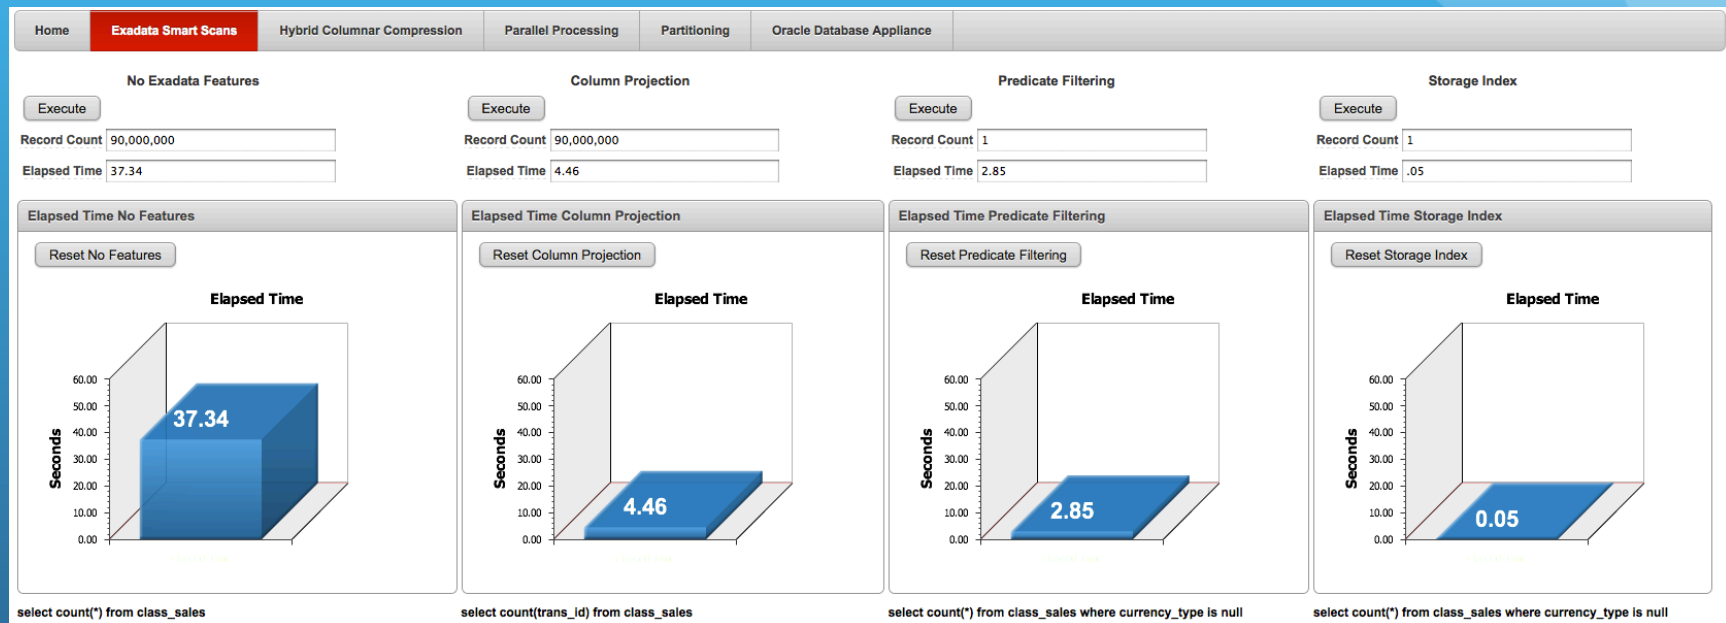 Home Exadata Smart Scans Hybrid Columnar Compression Parallel Processing Partitioning Oracle Database Appliance
No Exadata Features
Execute
Record Count 90,000,000
Elapsed Time 37.34
Column Projection
Execute
Record Count 90,000,000
Elapsed Time 4.46
Predicate Filtering
Execute
Record Count 1
Elapsed Time 2.85
Storage Index
Execute
Record Count 1
Elapsed Time .05
Elapsed Time No Features
Reset No Features
Elapsed Time
60.00
50.00
40.00
30.00
20.00
10.00
0.00
Seconds
37.34
select count(*) from class_sales
Elapsed Time Column Projection
Reset Column Projection
Elapsed Time
60.00
50.00
40.00
30.00
20.00
10.00
0.00
Seconds
4.46
select count(trans_id) from class_sales
Elapsed Time Predicate Filtering
Reset Predicate Filtering
Elapsed Time
60.00
50.00
40.00
30.00
20.00
10.00
0.00
Seconds
2.85
select count(*) from class_sales where currency_type is null
Elapsed Time Storage Index
Reset Storage Index
Elapsed Time
60.00
50.00
40.00
30.00
20.00
10.00
0.00
Seconds
0.05
select count(*) from class_sales where currency_type is null